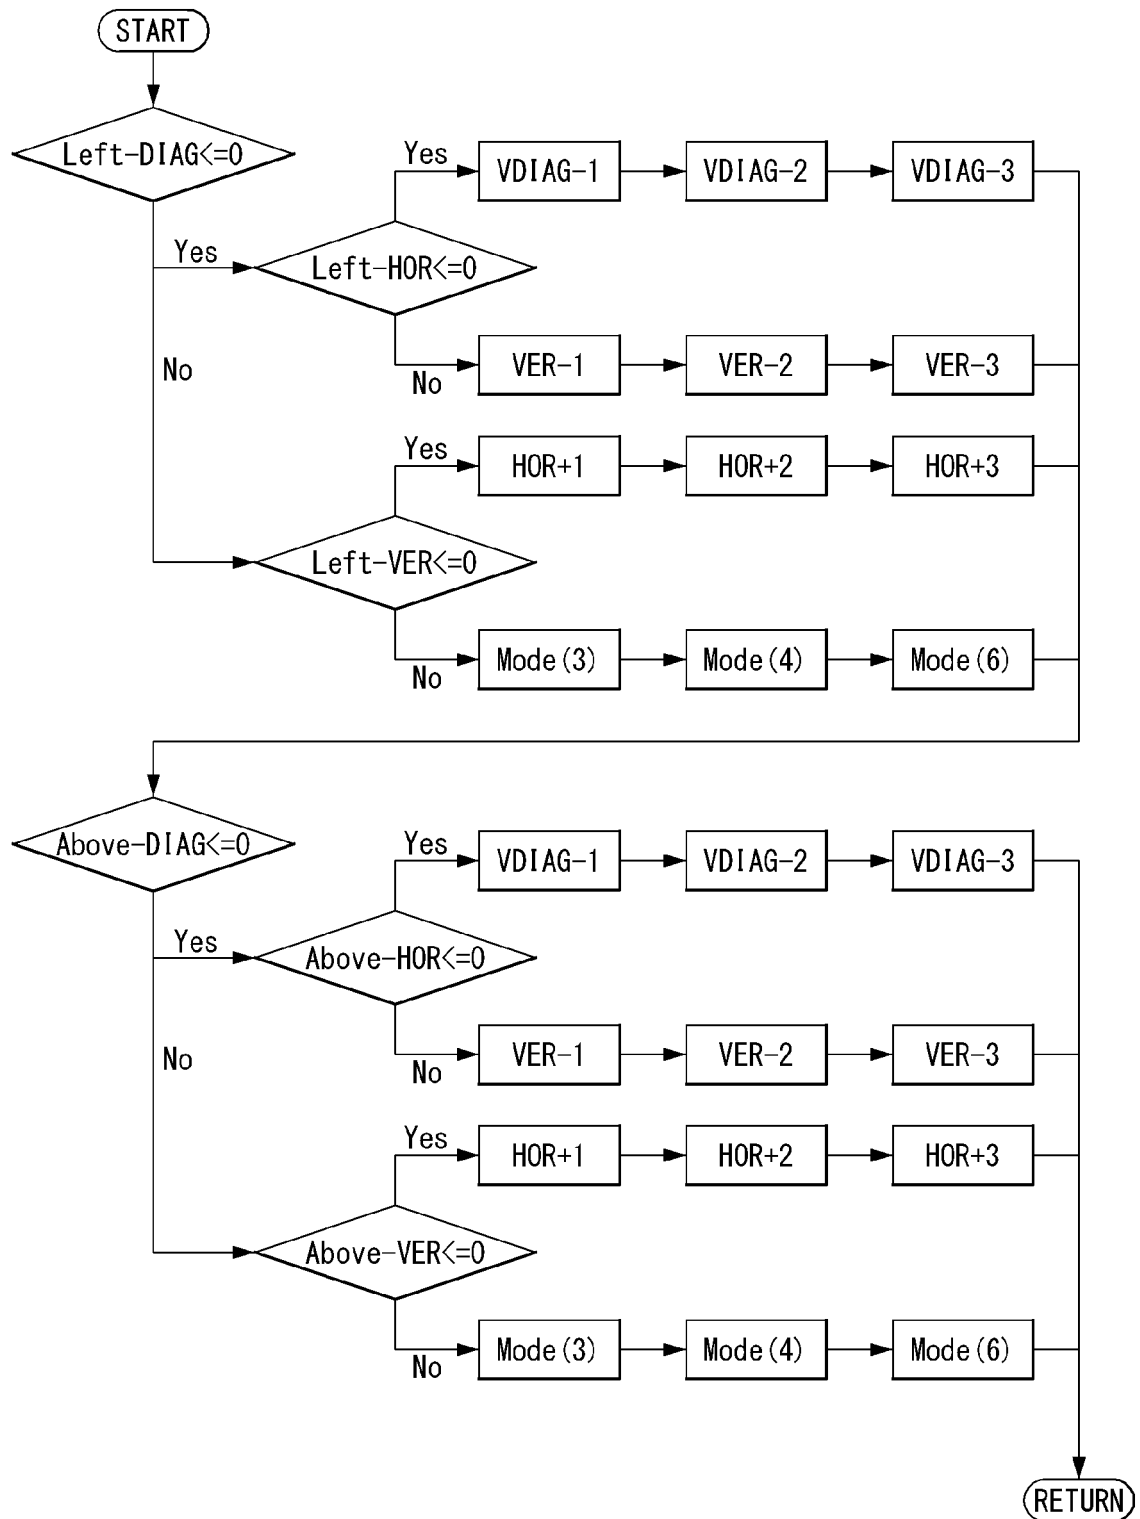 START
Left-DIAG<=0
Yes
VDIAG-1
VDIAG-2
VDIAG-3
Yes
Left-HOR<=0
No
VER-1
VER-2
VER-3
No
Yes
HOR+1
HOR+2
HOR+3
Left-VER<=0
No
Mode(3)
Mode(4)
Mode(6)
Above-DIAG<=0
Yes
VDIAG-1
VDIAG-2
VDIAG-3
Yes
Above-HOR<=0
No
VER-1
VER-2
VER-3
No
Yes
HOR+1
HOR+2
HOR+3
Above-VER<=0
No
Mode(3)
Mode(4)
Mode(6)
RETURN